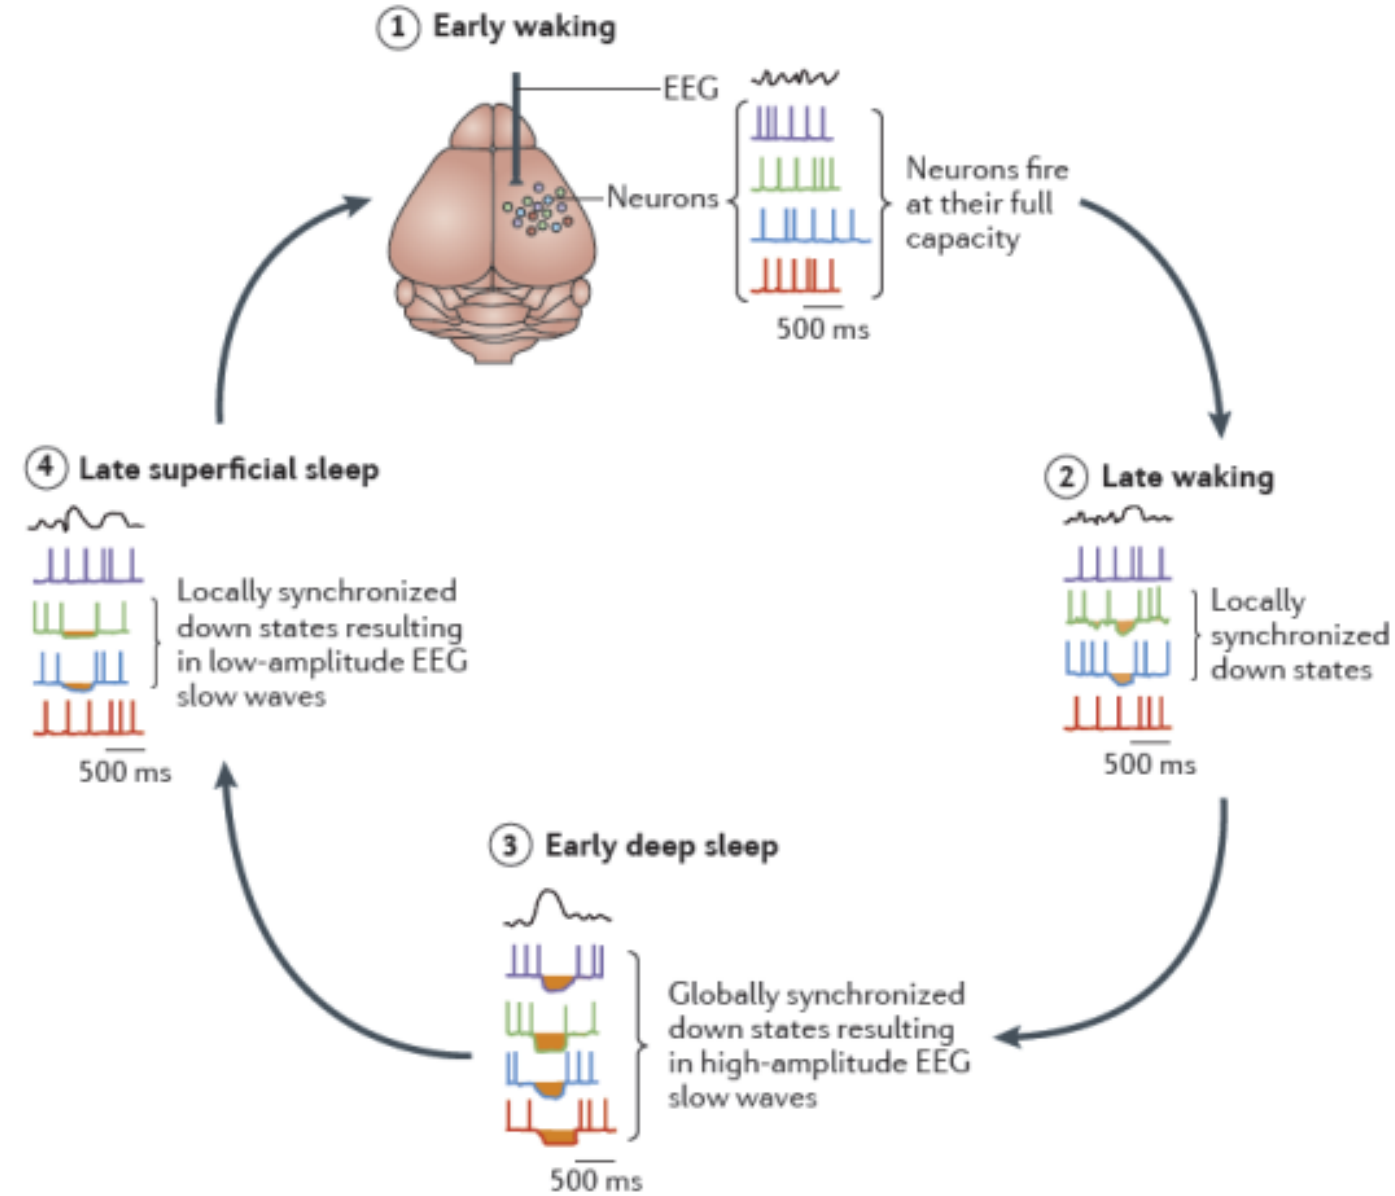 1 Early waking
EEG
Neurons
Neurons fire
at their full
capacity
500 ms
2 Late waking
Locally
synchronized
down states
500 ms
3 Early deep sleep
Globally synchronized
down states resulting
in high-amplitude EEG
slow waves
500 ms
4 Late superficial sleep
Locally synchronized
down states resulting
in low-amplitude EEG
slow waves
500 ms